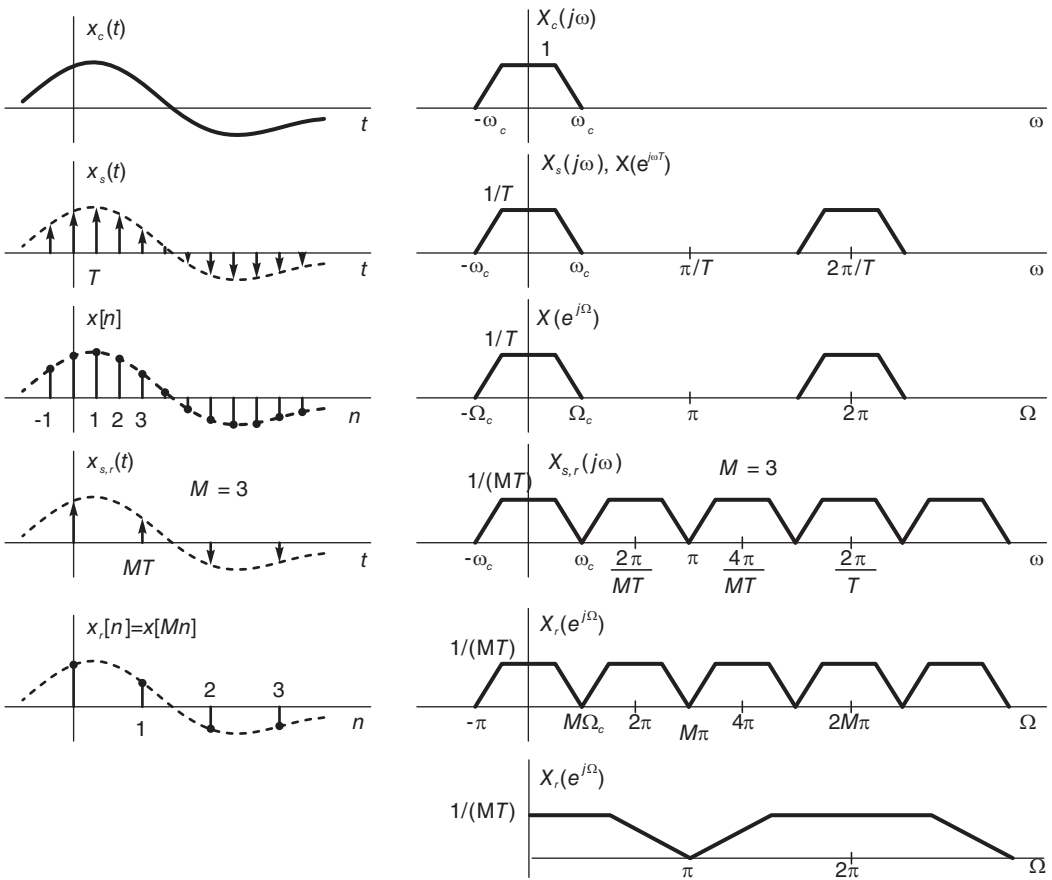 x_c(t)
t
X_c(jω)
1
-ω_c
ω_c
ω
x_s(t)
T
t
X_s(jω), X(e^{jωT})
1/T
-ω_c
ω_c
π/T
2π/T
ω
x[n]
-1
1
2
3
n
X(e^{jΩ})
1/T
-Ω_c
Ω_c
π
2π
Ω
x_{s,r}(t)
M = 3
MT
t
X_{s,r}(jω)
M = 3
1/(MT)
-ω_c
ω_c
2π/MT
π
4π/MT
2π/T
ω
x_r[n]=x[Mn]
1
2
3
n
X_r(e^{jΩ})
1/(MT)
-π
MΩ_c
2π
Mπ
4π
2Mπ
Ω
X_r(e^{jΩ})
1/(MT)
π
2π
Ω